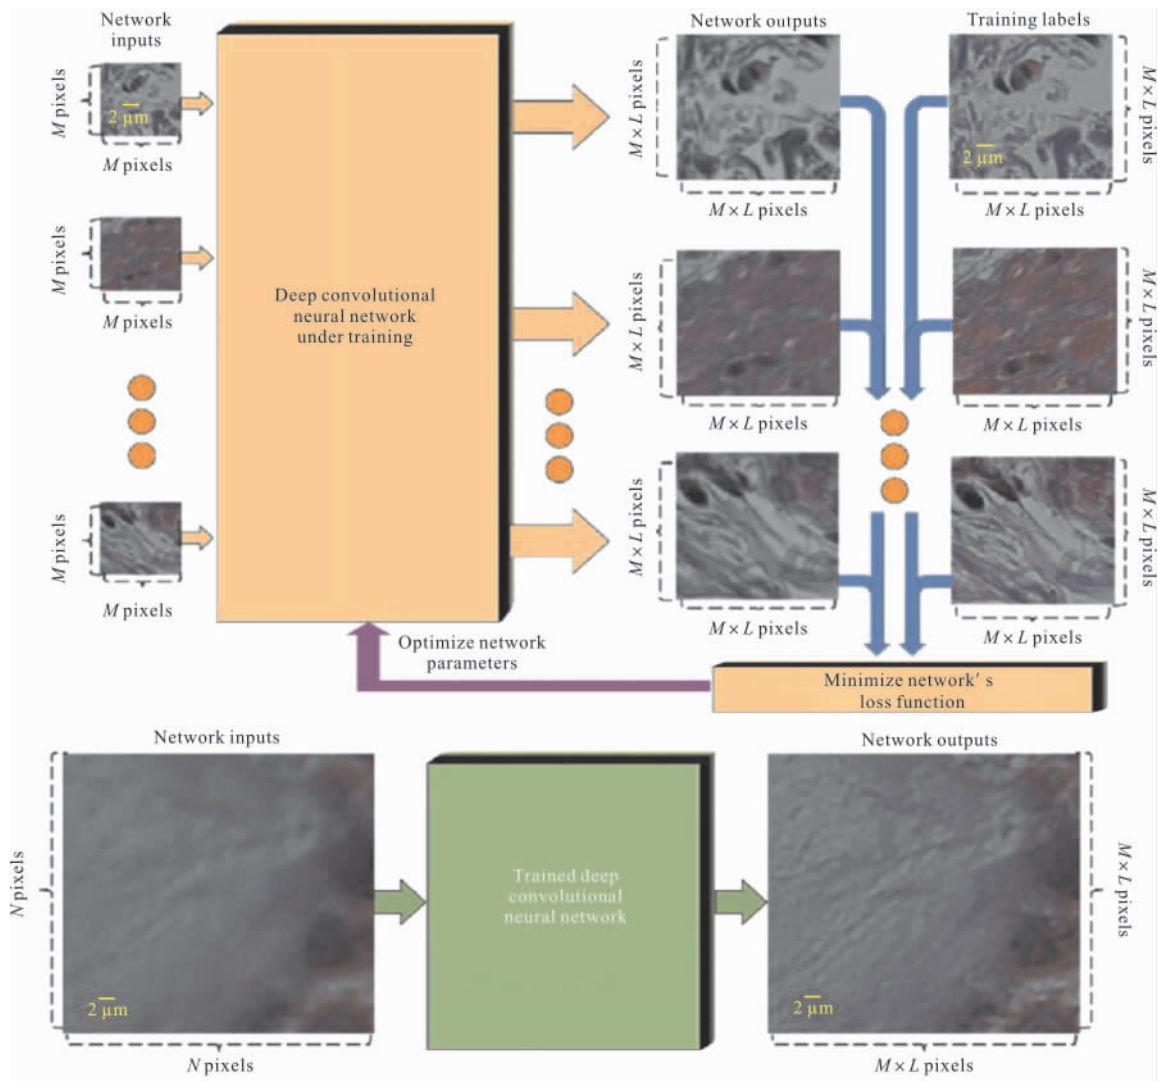 Network
inputs
Network outputs
Training labels
M pixels
2 μm
M pixels
M pixels
M pixels
M pixels
M pixels
Deep convolutional
neural network
under training
M × L pixels
M × L pixels
2 μm
M × L pixels
M × L pixels
M × L pixels
M × L pixels
M × L pixels
M × L pixels
M × L pixels
M × L pixels
M × L pixels
M × L pixels
Optimize network
parameters
Minimize network's
loss function
Network inputs
Network outputs
N pixels
2 μm
N pixels
Trained deep
convolutional
neural network
2 μm
M × L pixels
M × L pixels